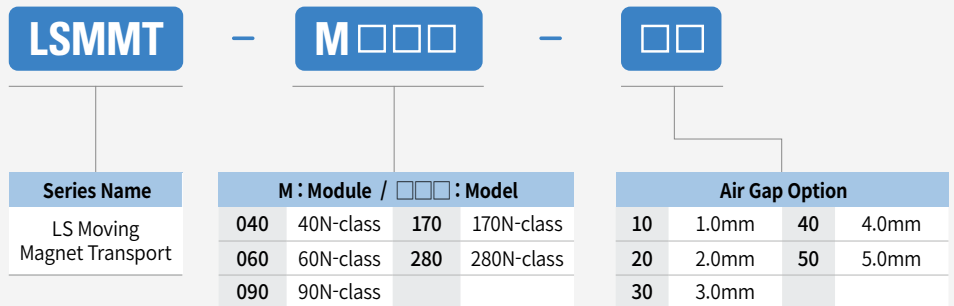 LSMMT - M□□□ - □□
Series Name
LS Moving
Magnet Transport
M : Module / □□□ : Model
040 40N-class 170 170N-class
060 60N-class 280 280N-class
090 90N-class
Air Gap Option
10 1.0mm 40 4.0mm
20 2.0mm 50 5.0mm
30 3.0mm